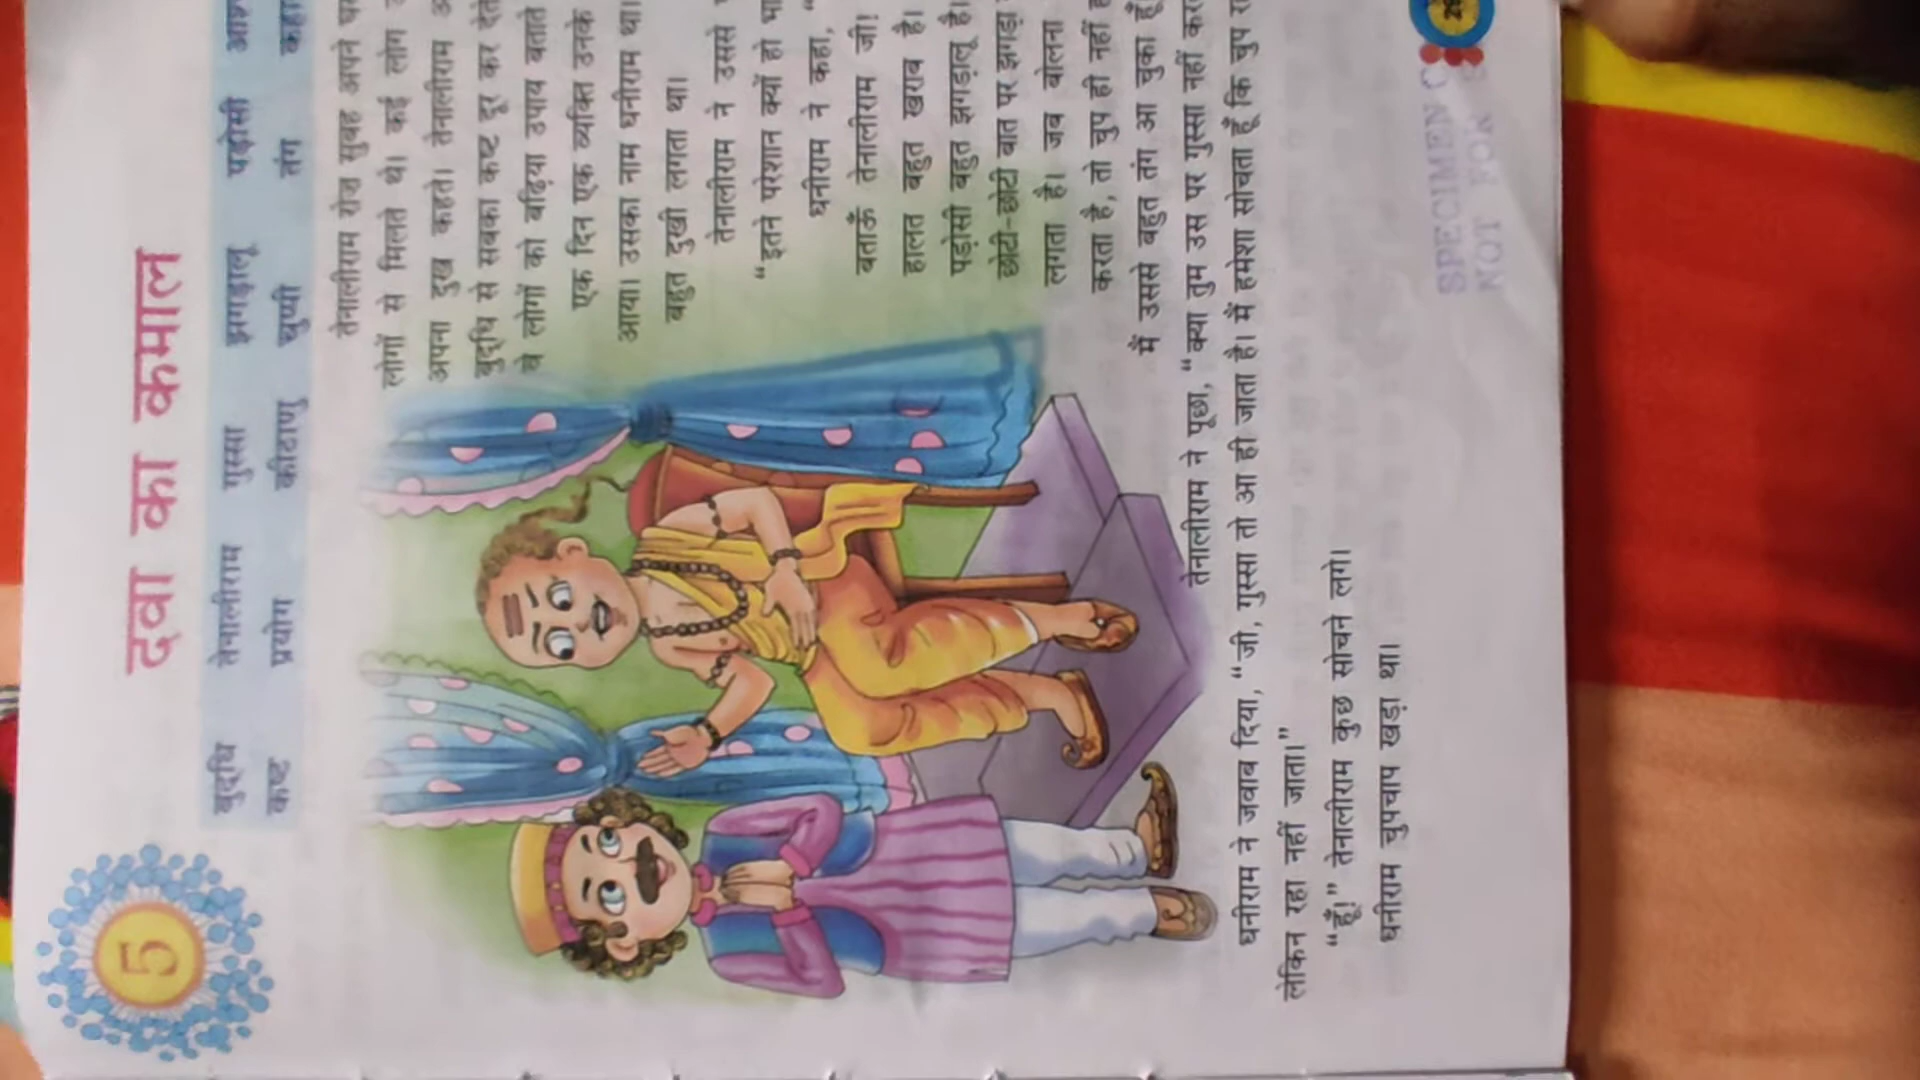 5
दवा का कमाल
बुद्धि तेनालीराम गुस्सा झगड़ालू पड़ोसी
कष्ट प्रयोग कीटाणु चुप्पी तंग
तेनालीराम रोज़ सुबह अपने
लोगों से मिलते थे। कई लोग
अपना दुख कहते। तेनालीराम
बुद्धि से सबका कष्ट दूर कर
वे लोगों को बढ़िया उपाय बताते
एक दिन एक व्यक्ति उनके
आया। उसका नाम धनीराम था।
बहुत दुखी लगता था।
तेनालीराम ने उससे
“इतने परेशान क्यों हो
धनीराम ने कहा, “
बताऊँ तेनालीराम जी!
हालत बहुत खराब है।
पड़ोसी बहुत झगड़ालू है।
छोटी-छोटी बात पर झगड़ा
लगता है। जब बोलना
करता है, तो चुप ही नहीं
मैं उससे बहुत तंग आ चुका हूँ
तेनालीराम ने पूछा, “क्या तुम उस पर गुस्सा नहीं
धनीराम ने जवाब दिया, “जी, गुस्सा तो आ ही जाता है। मैं हमेशा सोचता हूँ कि चुप
लेकिन रहा नहीं जाता।”
“हूँ!” तेनालीराम कुछ सोचने लगे।
धनीराम चुपचाप खड़ा था।
SPECIMEN
NOT FOR